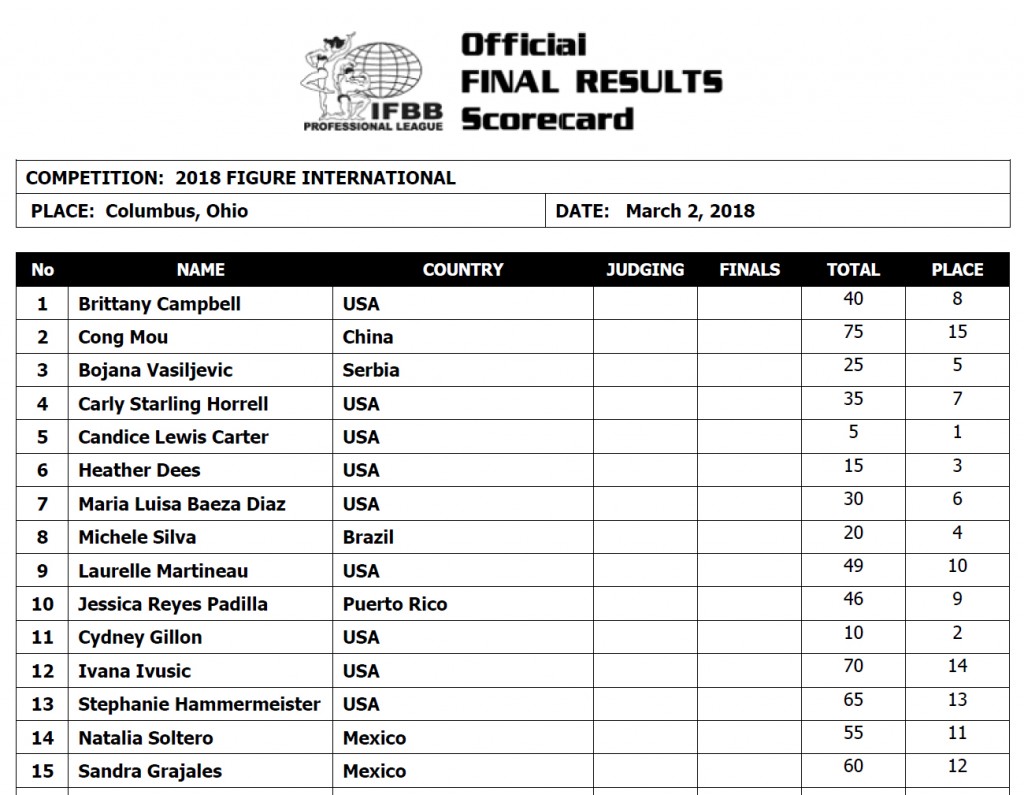 Official
FINAL RESULTS
Scorecard
IFBB
PROFESSIONAL LEAGUE
COMPETITION: 2018 FIGURE INTERNATIONAL
PLACE: Columbus, Ohio DATE: March 2, 2018
No NAME COUNTRY JUDGING FINALS TOTAL PLACE
1 Brittany Campbell USA 40 8
2 Cong Mou China 75 15
3 Bojana Vasiljevic Serbia 25 5
4 Carly Starling Horrell USA 35 7
5 Candice Lewis Carter USA 5 1
6 Heather Dees USA 15 3
7 Maria Luisa Baeza Diaz USA 30 6
8 Michele Silva Brazil 20 4
9 Laurelle Martineau USA 49 10
10 Jessica Reyes Padilla Puerto Rico 46 9
11 Cydney Gillon USA 10 2
12 Ivana Ivusic USA 70 14
13 Stephanie Hammermeister USA 65 13
14 Natalia Soltero Mexico 55 11
15 Sandra Grajales Mexico 60 12